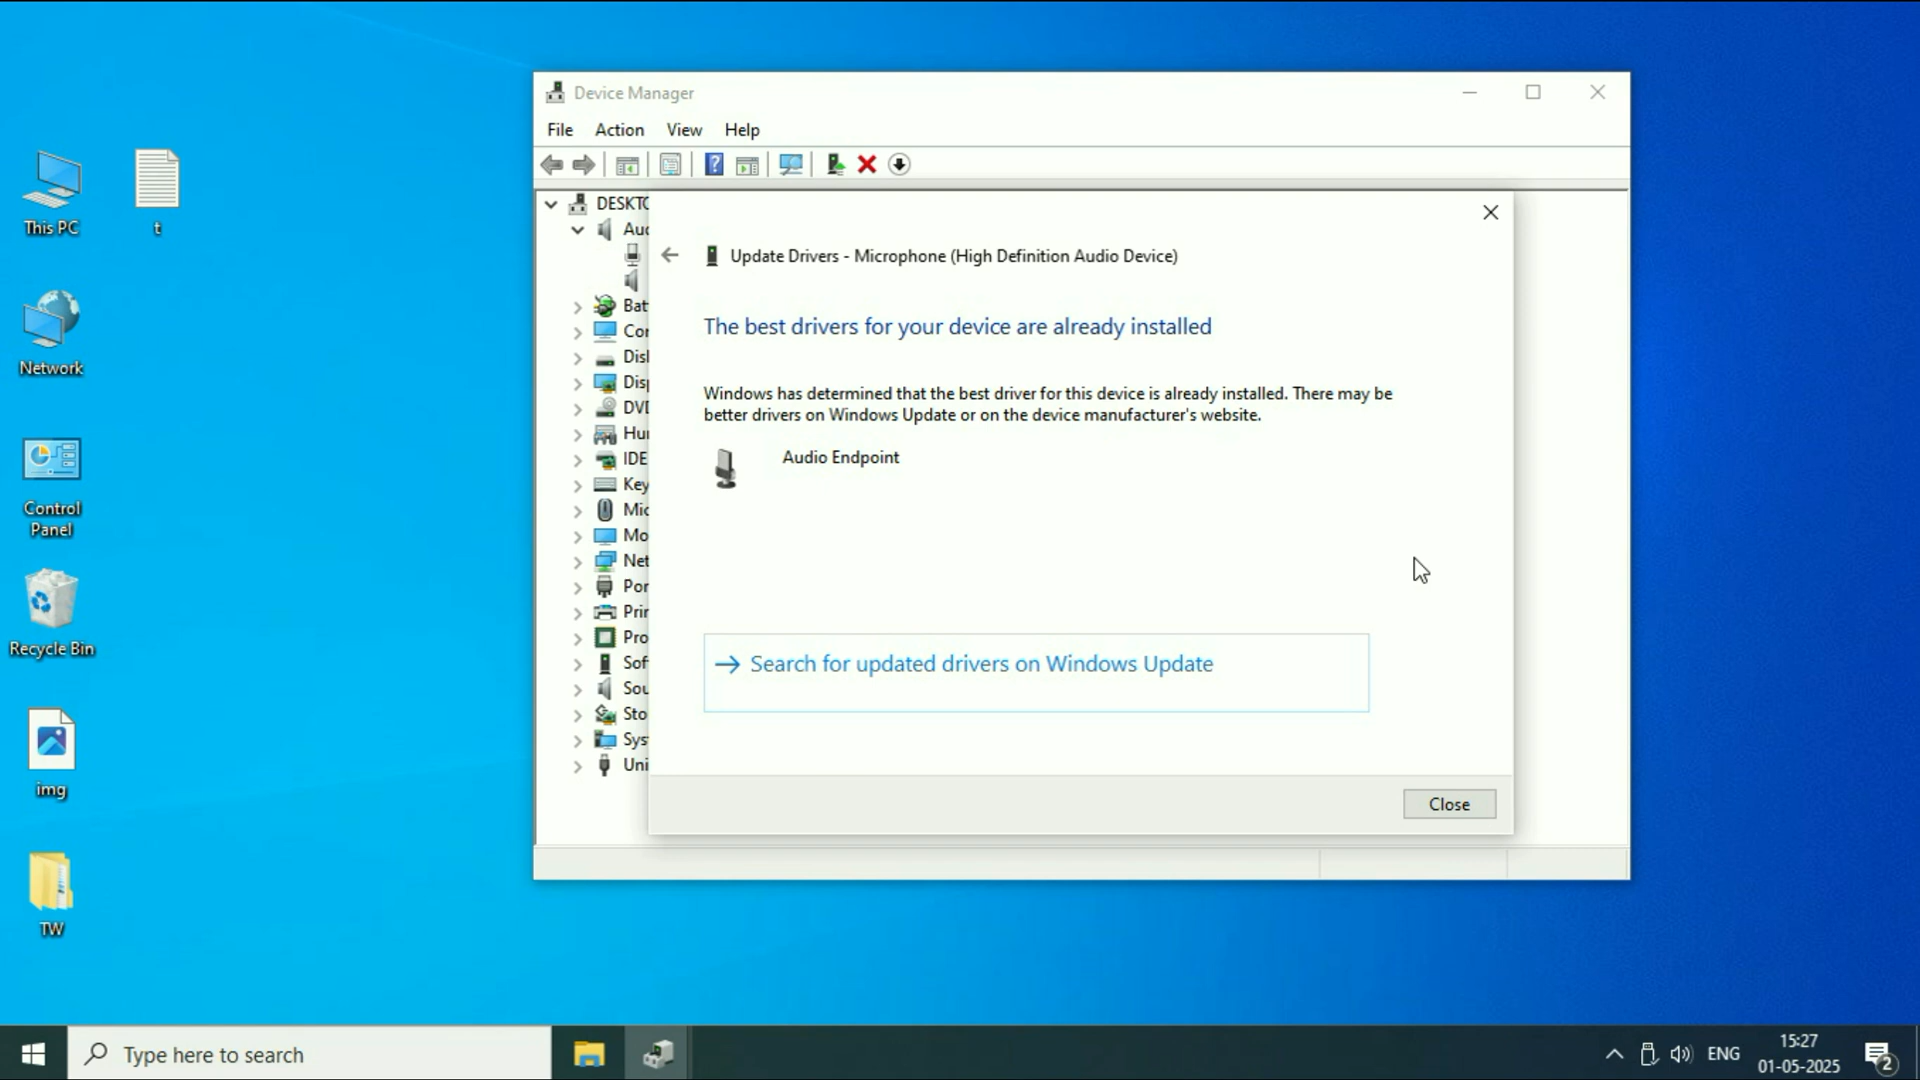 Device Manager
File Action View Help
DESKTO
Aud
Update Drivers - Microphone (High Definition Audio Device)
The best drivers for your device are already installed
Windows has determined that the best driver for this device is already installed. There may be
better drivers on Windows Update or on the device manufacturer's website.
Audio Endpoint
Search for updated drivers on Windows Update
Close
Bat
Cor
Disl
Disp
DVD
Hur
IDE
Key
Mic
Mo
Net
Por
Prin
Pro
Sof
Sou
Sto
Sys
Uni
This PC
t
Network
Control
Panel
Recycle Bin
img
TW
Type here to search
ENG
15:27
01-05-2025
2